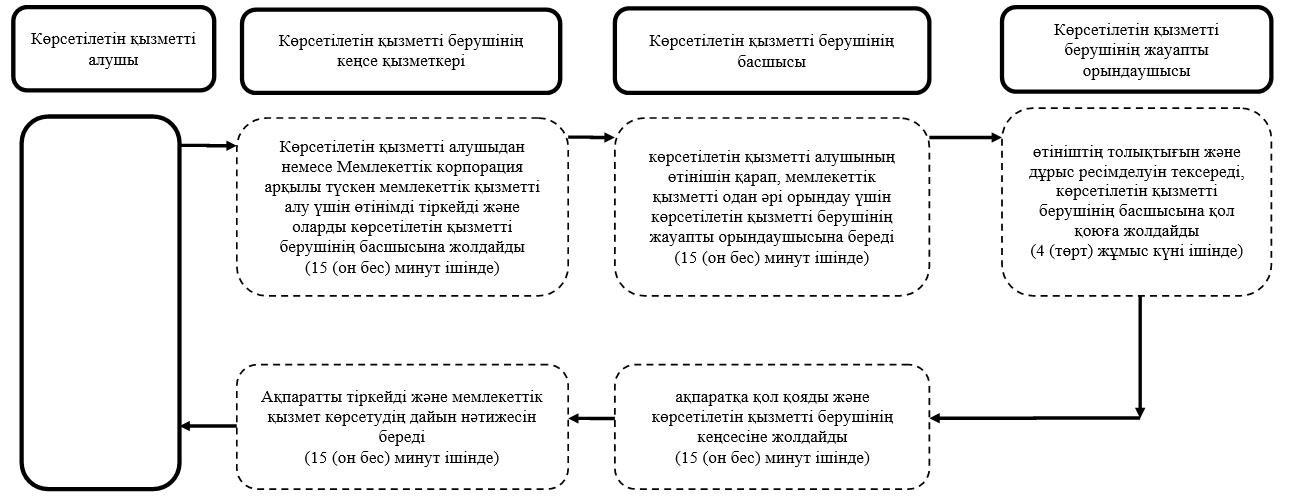 Көрсетілетін қызметті
алушы
Көрсетілетін қызметті берушінің
кеңсе қызметкері
Көрсетілетін қызметті берушінің
басшысы
Көрсетілетін қызметті
берушінің жауапты
орындаушысы
Көрсетілетін қызметті алушыдан
немесе Мемлекеттік корпорация
арқылы түскен мемлекеттік қызметті
алу үшін өтінімді тіркейді және
оларды көрсетілетін қызметті
берушінің басшысына жолдайды
(15 (он бес) минут ішінде)
көрсетілетін қызметті алушының
өтінішін қарап, мемлекеттік
қызметті одан әрі орындау үшін
көрсетілетін қызметті берушінің
жауапты орындаушысына береді
(15 (он бес) минут ішінде)
өтініштің толықтығын және
дұрыс ресімделуін тексереді,
көрсетілетін қызметті
берушінің басшысына қол
қоюға жолдайды
(4 (төрт) жұмыс күні ішінде)
Ақпаратты тіркейді және мемлекеттік
қызмет көрсетудің дайын нәтижесін
береді
(15 (он бес) минут ішінде)
ақпаратқа қол қояды және
көрсетілетін қызметті берушінің
кеңсесіне жолдайды
(15 (он бес) минут ішінде)